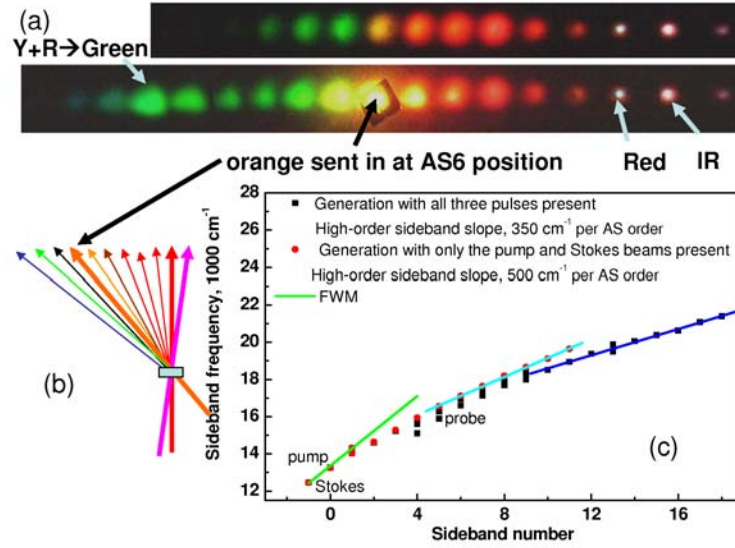 (a)
Y+R→Green
orange sent in at AS6 position
Red
IR
(b)
28
26
24
22
20
18
16
14
12
Sideband frequency, 1000 cm⁻¹
Generation with all three pulses present
High-order sideband slope, 350 cm⁻¹ per AS order
Generation with only the pump and Stokes beams present
High-order sideband slope, 500 cm⁻¹ per AS order
FWM
probe
pump
Stokes
(c)
0 4 8 12 16
Sideband number